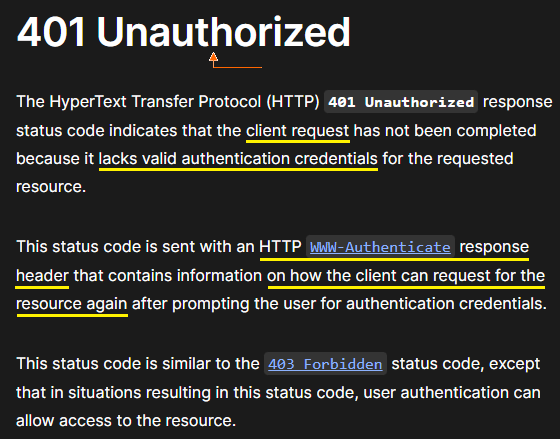 401 Unauthorized
The HyperText Transfer Protocol (HTTP) 401 Unauthorized response
status code indicates that the client request has not been completed
because it lacks valid authentication credentials for the requested
resource.
This status code is sent with an HTTP WWW-Authenticate response
header that contains information on how the client can request for the
resource again after prompting the user for authentication credentials.
This status code is similar to the 403 Forbidden status code, except
that in situations resulting in this status code, user authentication can
allow access to the resource.